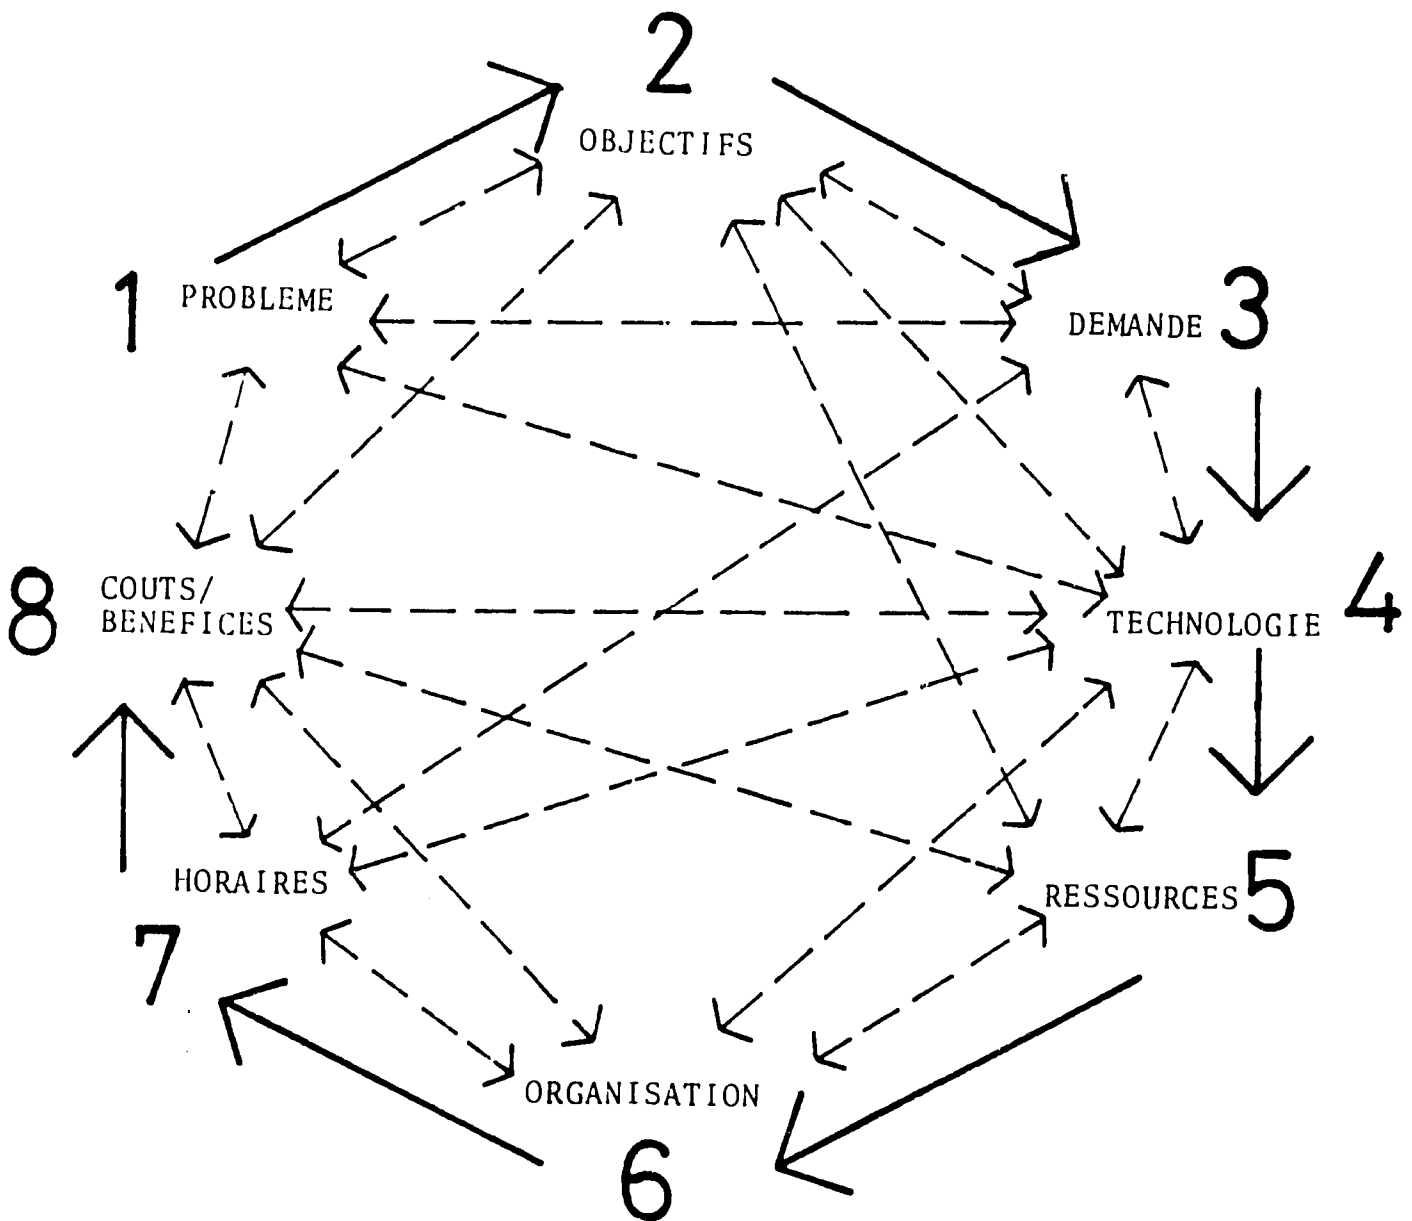 2
OBJECTIFS
1 PROBLEME
DEMANDE 3
8 COUTS/
BENEFICES
TECHNOLOGIE 4
HORAIRES
7
RESSOURCES 5
ORGANISATION
6